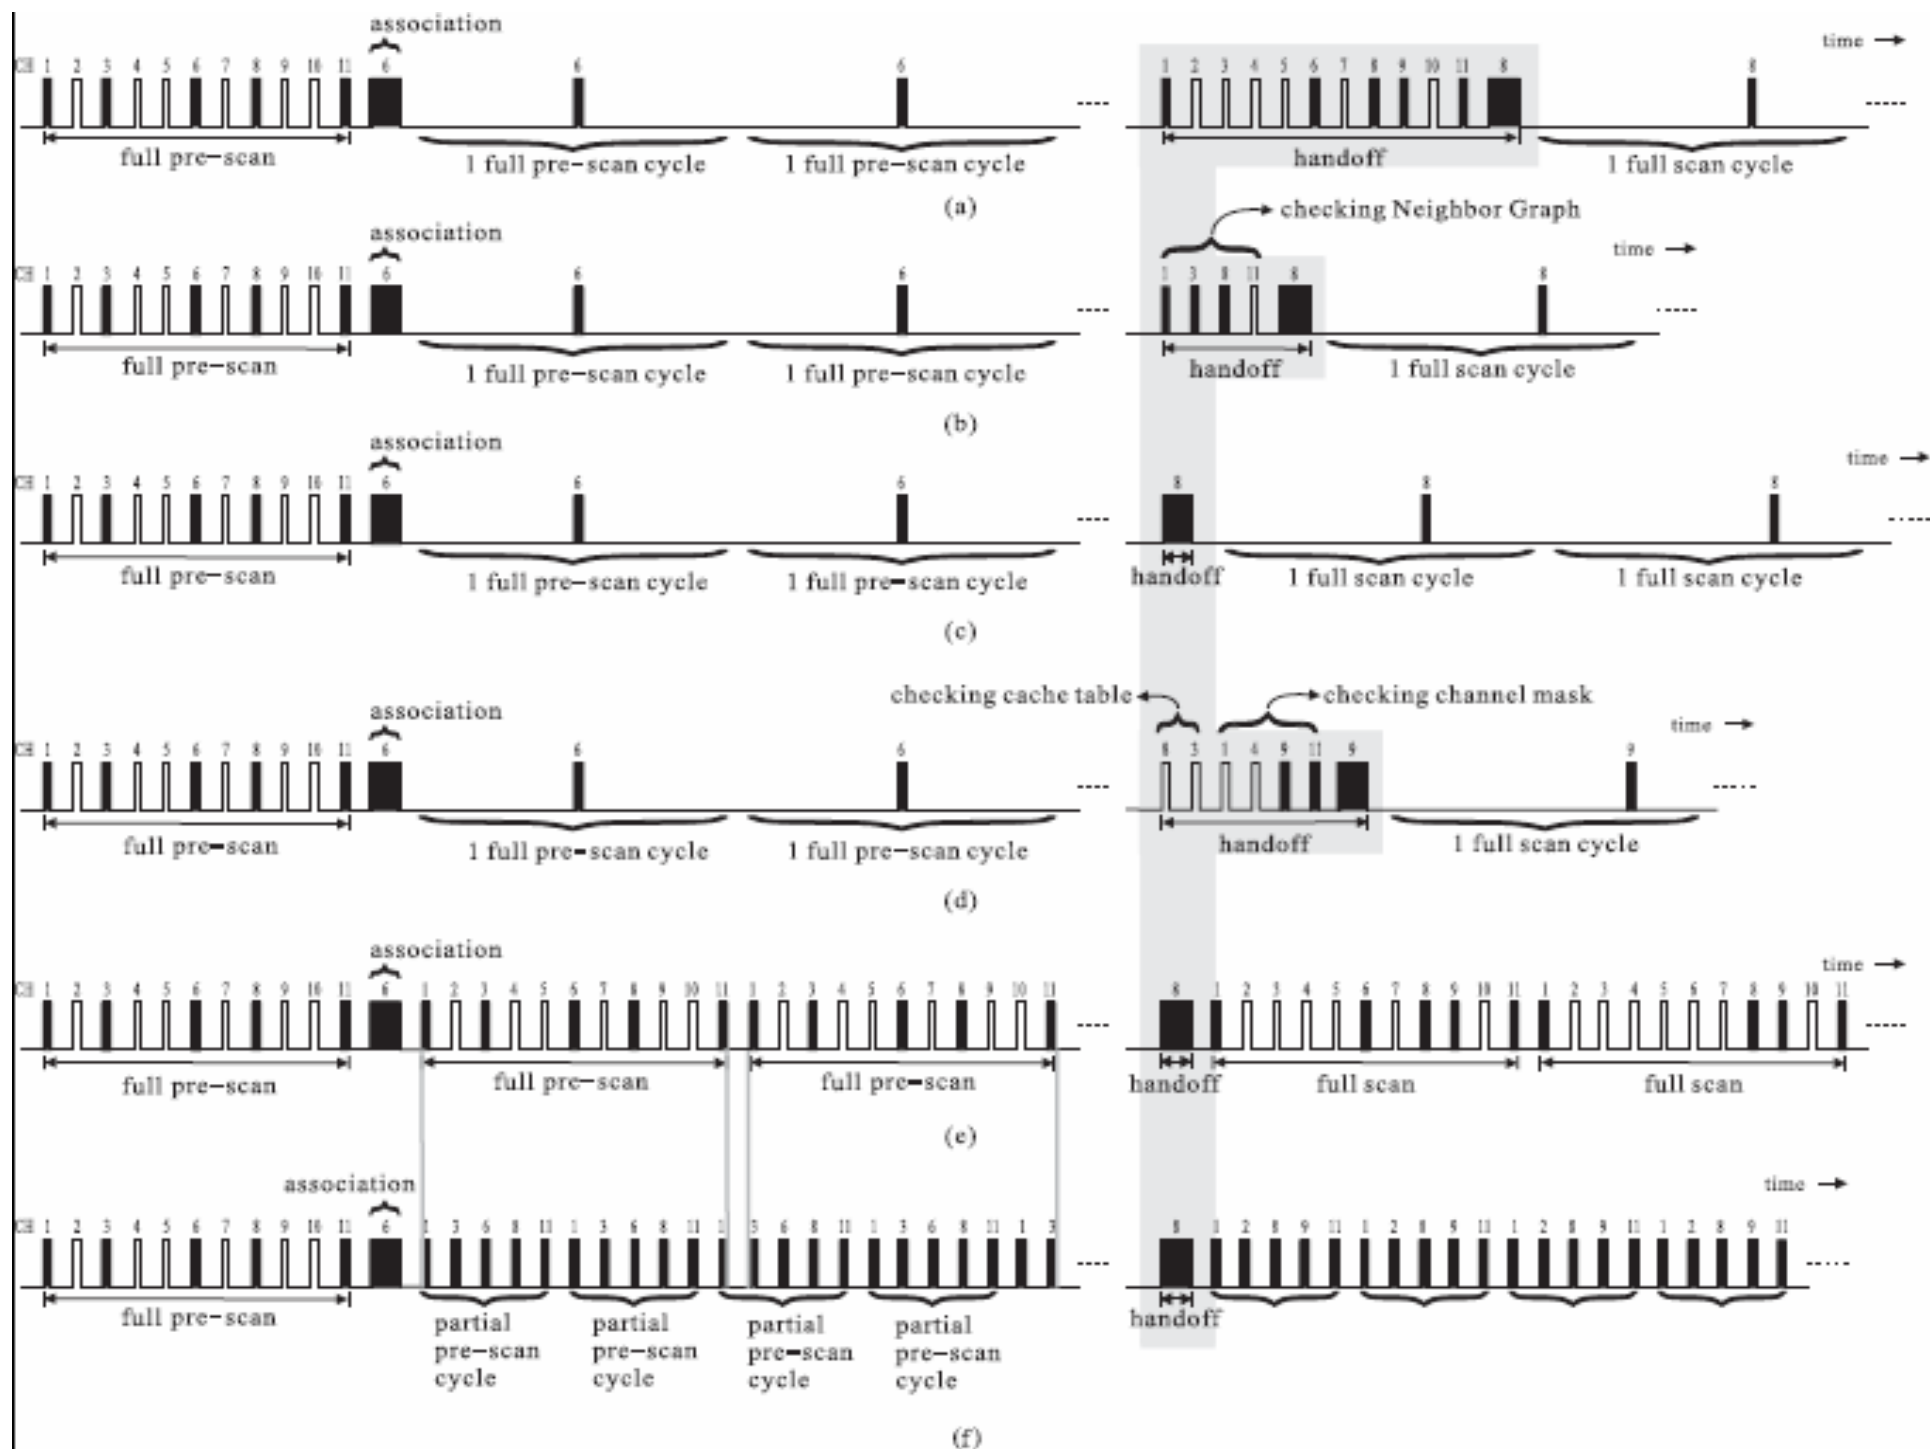 association
time
CH 1 2 3 4 5 6 7 8 9 10 11 6 6 6 1 2 3 4 5 6 7 8 9 10 11 8 8
full pre-scan 1 full pre-scan cycle 1 full pre-scan cycle handoff 1 full scan cycle
(a)
checking Neighbor Graph
association
time
CH 1 2 3 4 5 6 7 8 9 10 11 6 6 6 1 3 8 11 8 8
full pre-scan 1 full pre-scan cycle 1 full pre-scan cycle handoff 1 full scan cycle
(b)
association
time
CH 1 2 3 4 5 6 7 8 9 10 11 6 6 6 8 8 8
full pre-scan 1 full pre-scan cycle 1 full pre-scan cycle handoff 1 full scan cycle 1 full scan cycle
(c)
checking cache table checking channel mask
association
time
CH 1 2 3 4 5 6 7 8 9 10 11 6 6 6 8 3 1 4 9 11 9 9
full pre-scan 1 full pre-scan cycle 1 full pre-scan cycle handoff 1 full scan cycle
(d)
association
time
CH 1 2 3 4 5 6 7 8 9 10 11 6 1 2 3 4 5 6 7 8 9 10 11 1 2 3 4 5 6 7 8 9 10 11 8 1 2 3 4 5 6 7 8 9 10 11 1 2 3 4 5 6 7 8 9 10 11
full pre-scan full pre-scan full pre-scan handoff full scan full scan
(e)
association
time
CH 1 2 3 4 5 6 7 8 9 10 11 6 1 3 6 8 11 1 3 6 8 11 1 3 6 8 11 1 3 6 8 11 1 3 8 1 2 8 9 11 1 2 8 9 11 1 2 8 9 11 1 2 8 9 11
full pre-scan handoff
partial partial partial partial
pre-scan pre-scan pre-scan pre-scan
cycle cycle cycle cycle
(f)